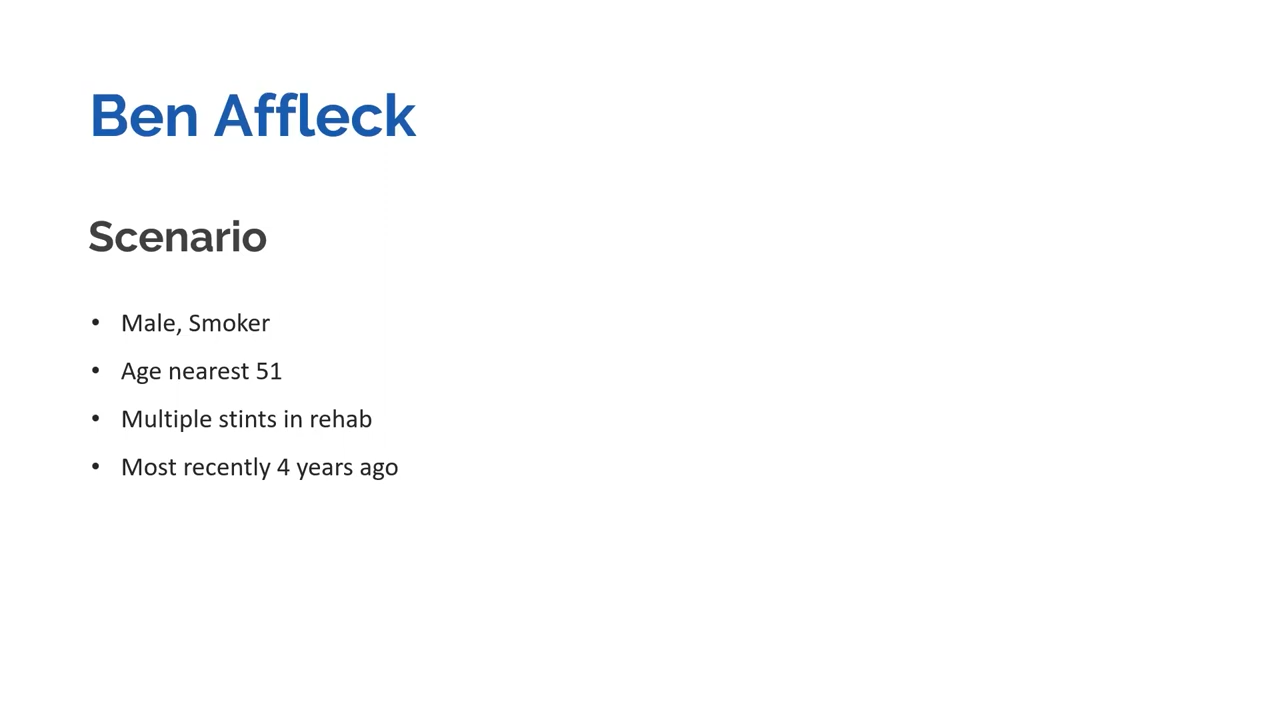 Ben Affleck
Scenario
• Male, Smoker
• Age nearest 51
• Multiple stints in rehab
• Most recently 4 years ago